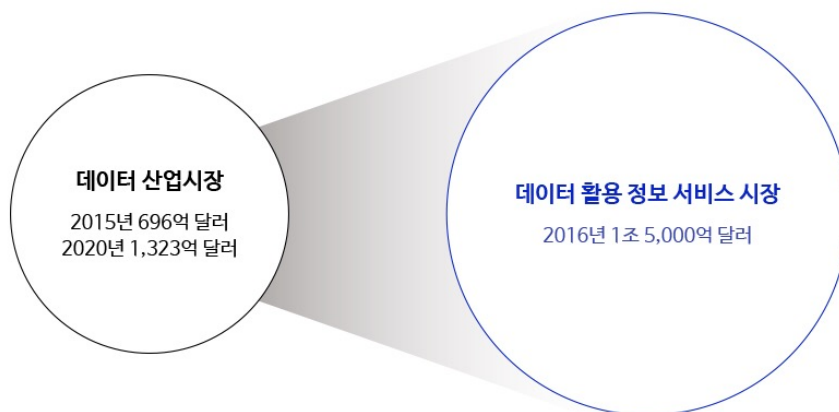 데이터 산업시장
2015년 696억 달러
2020년 1,323억 달러
데이터 활용 정보 서비스 시장
2016년 1조 5,000억 달러